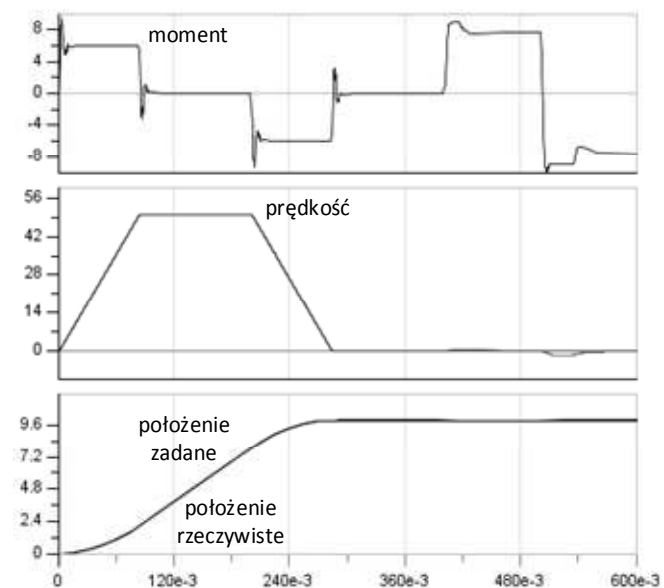 moment
8
4
0
-4
-8
prędkość
56
42
28
14
0
położenie
zadane
położenie
rzeczywiste
9.6
7.2
4.8
2.4
0
0 120e-3 240e-3 360e-3 480e-3 600e-3